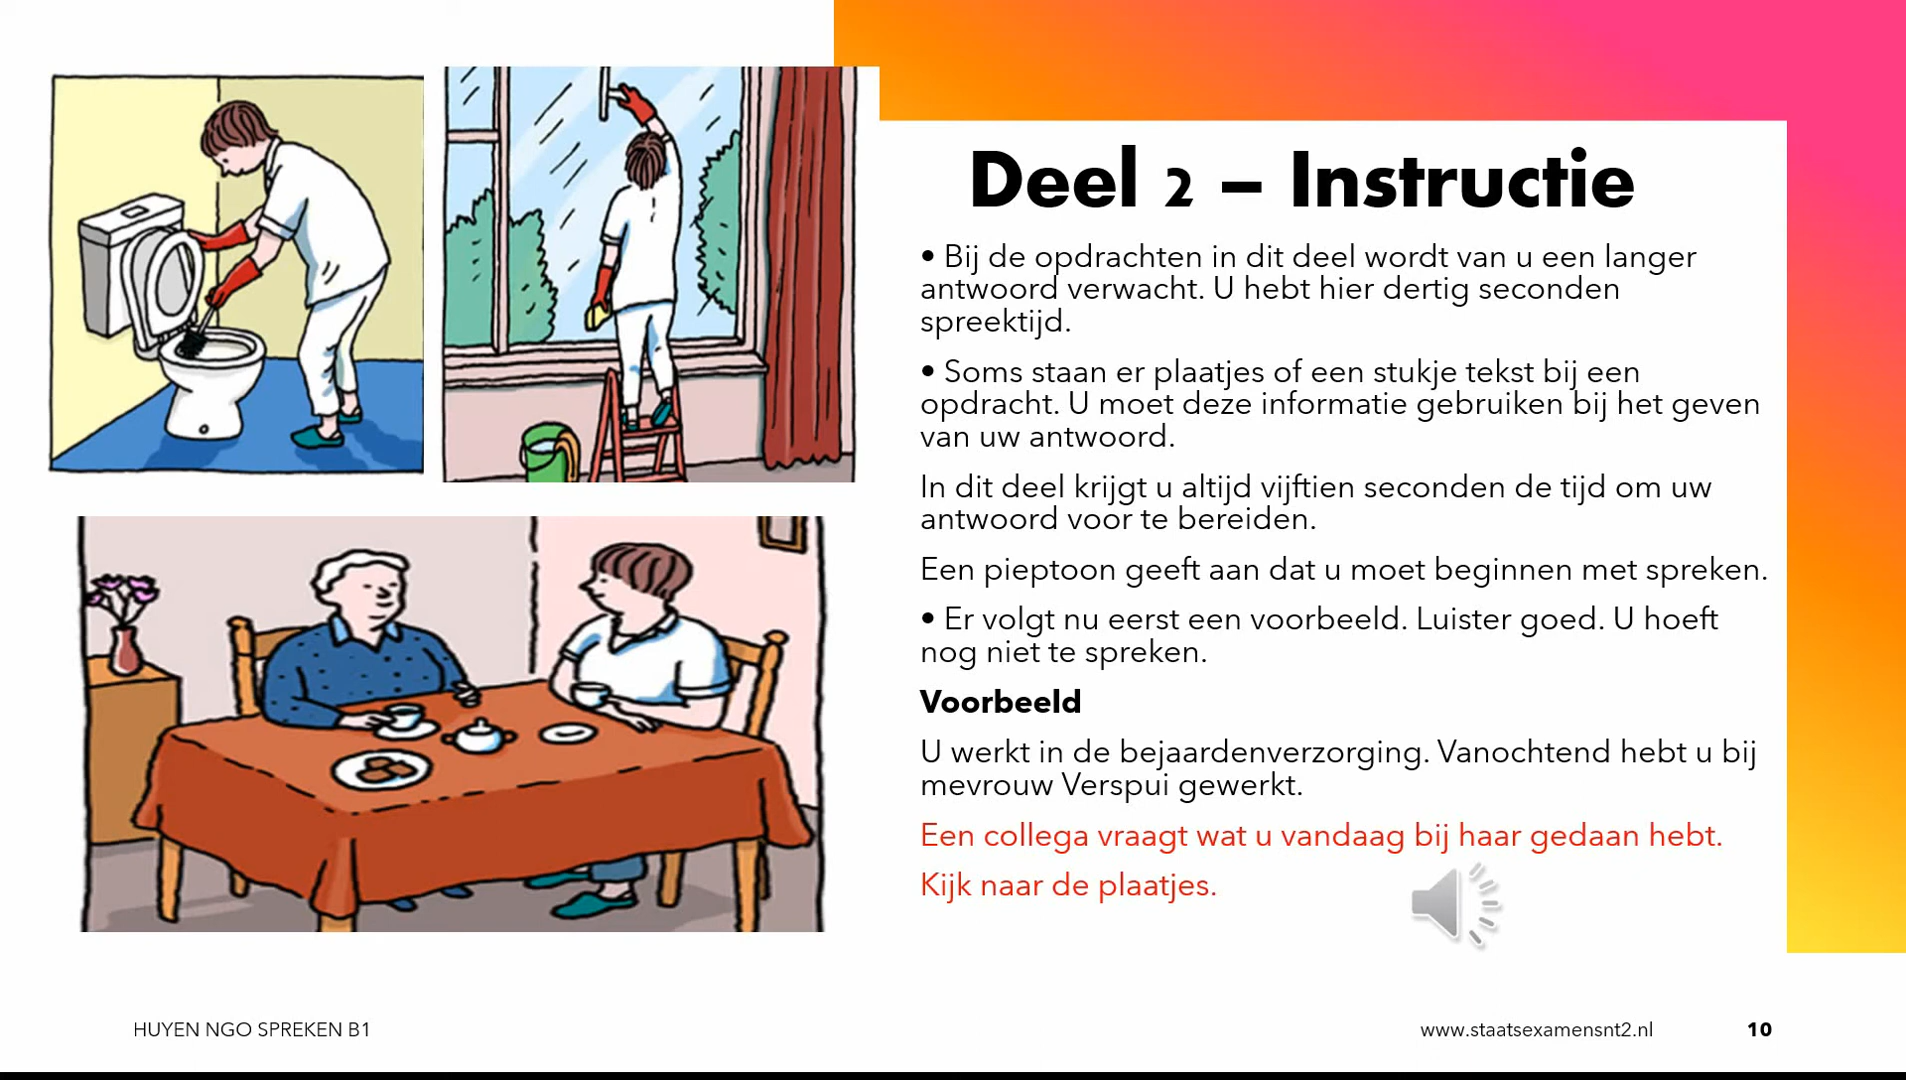 Deel 2 – Instructie
• Bij de opdrachten in dit deel wordt van u een langer
antwoord verwacht. U hebt hier dertig seconden
spreektijd.
• Soms staan er plaatjes of een stukje tekst bij een
opdracht. U moet deze informatie gebruiken bij het geven
van uw antwoord.
In dit deel krijgt u altijd vijftien seconden de tijd om uw
antwoord voor te bereiden.
Een pieptoon geeft aan dat u moet beginnen met spreken.
• Er volgt nu eerst een voorbeeld. Luister goed. U hoeft
nog niet te spreken.
Voorbeeld
U werkt in de bejaardenverzorging. Vanochtend hebt u bij
mevrouw Verspui gewerkt.
Een collega vraagt wat u vandaag bij haar gedaan hebt.
Kijk naar de plaatjes.
HUYEN NGO SPREKEN B1
www.staatsexamensnt2.nl
10